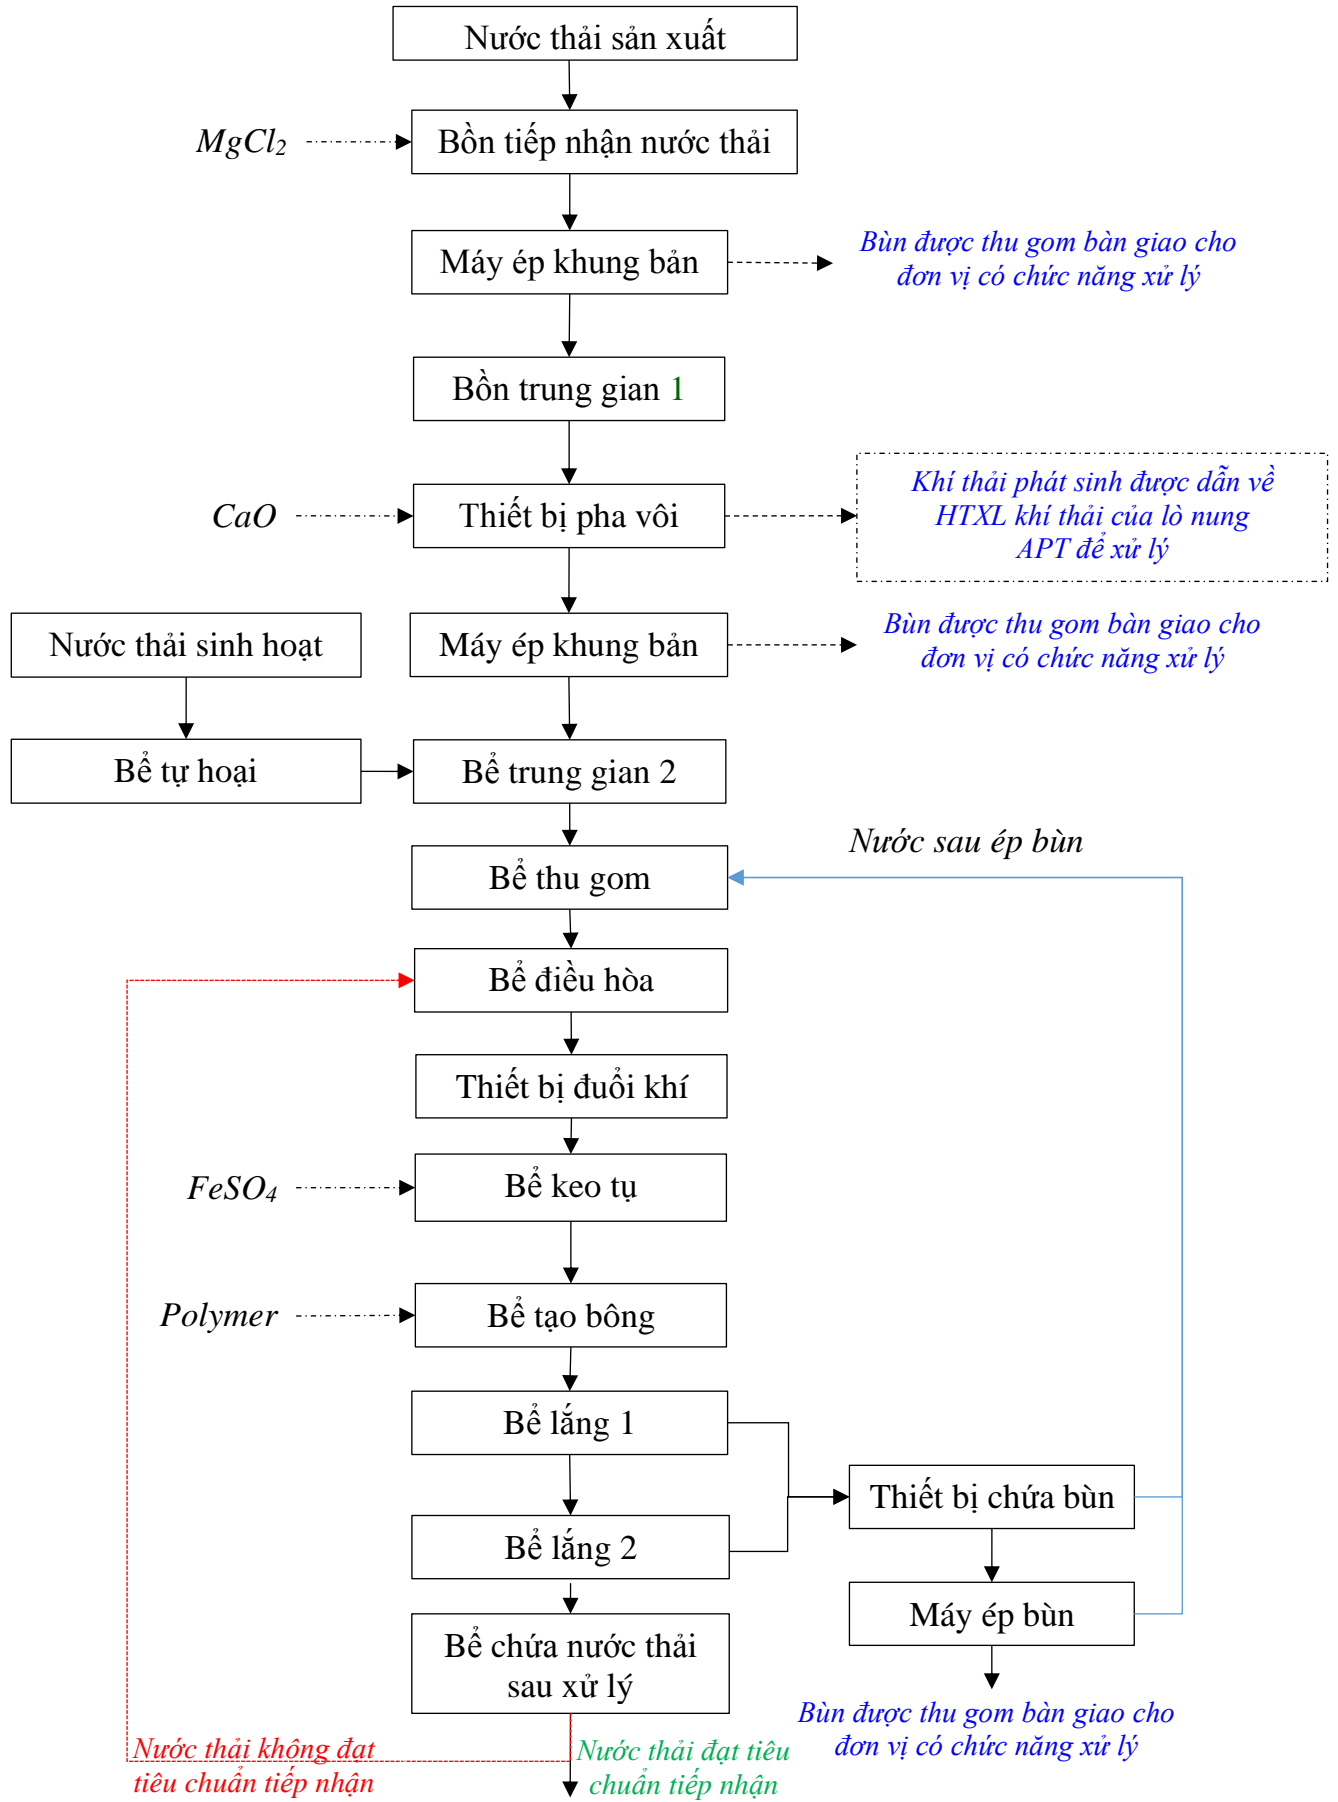 Nước thải sản xuất
MgCl2
Bồn tiếp nhận nước thải
Máy ép khung bản
Bùn được thu gom bàn giao cho
đơn vị có chức năng xử lý
Bồn trung gian 1
CaO
Thiết bị pha vôi
Khí thải phát sinh được dẫn về
HTXL khí thải của lò nung
APT để xử lý
Nước thải sinh hoạt
Máy ép khung bản
Bùn được thu gom bàn giao cho
đơn vị có chức năng xử lý
Bể tự hoại
Bể trung gian 2
Nước sau ép bùn
Bể thu gom
Bể điều hòa
Thiết bị đuổi khí
FeSO4
Bể keo tụ
Polymer
Bể tạo bông
Bể lắng 1
Thiết bị chứa bùn
Bể lắng 2
Máy ép bùn
Bể chứa nước thải
sau xử lý
Bùn được thu gom bàn giao cho
đơn vị có chức năng xử lý
Nước thải không đạt
tiêu chuẩn tiếp nhận
Nước thải đạt tiêu
chuẩn tiếp nhận